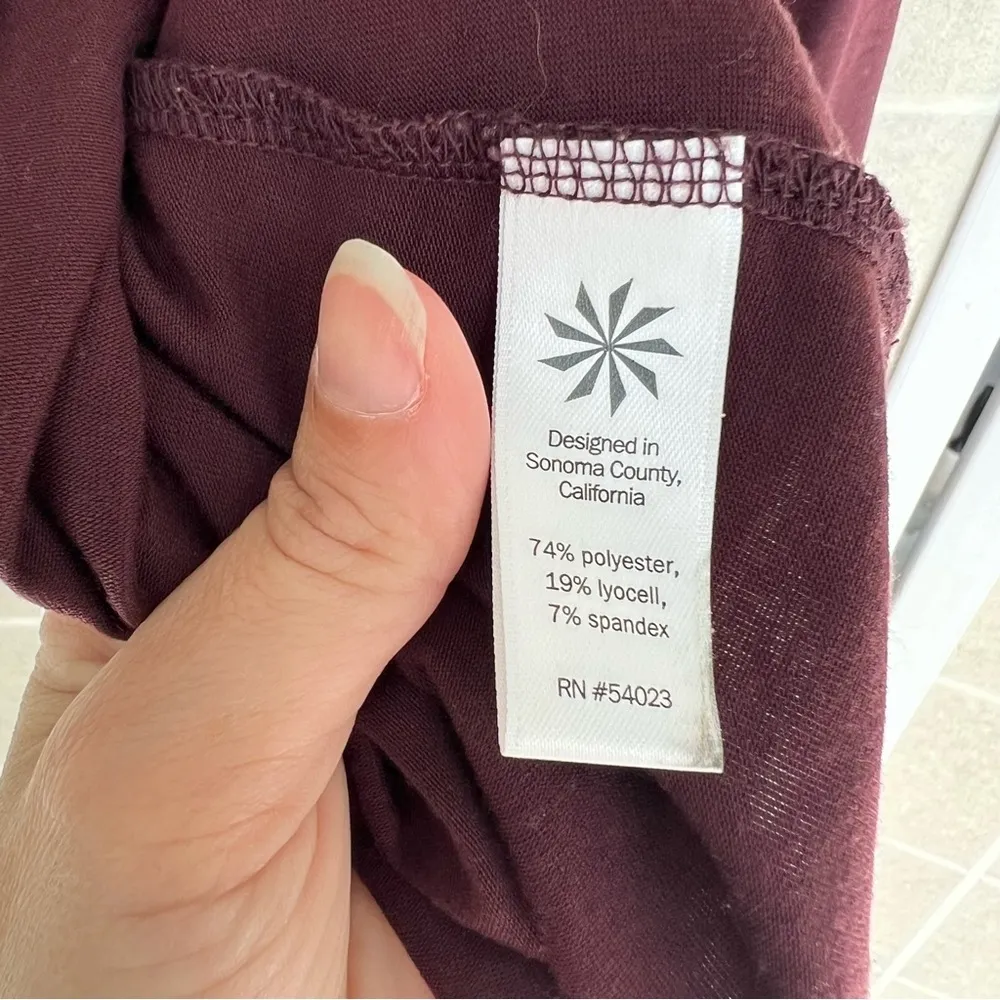 Designed in
Sonoma County,
California
74% polyester,
19% lyocell,
7% spandex
RN #54023